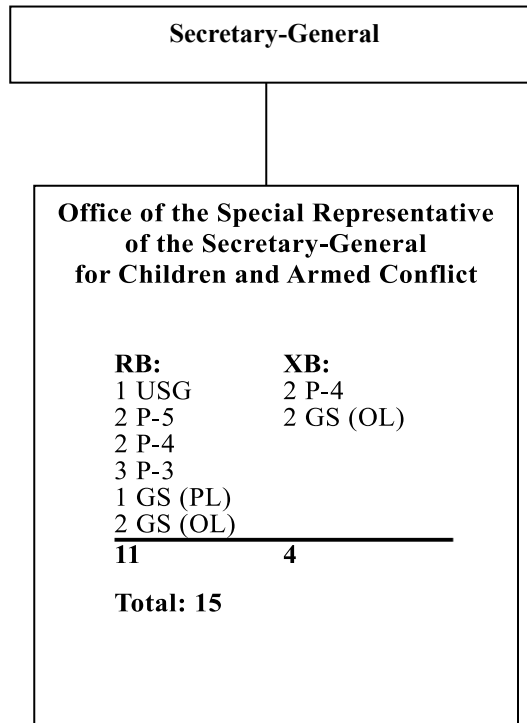 Secretary-General
Office of the Special Representative
of the Secretary-General
for Children and Armed Conflict
RB: XB:
1 USG 2 P-4
2 P-5 2 GS (OL)
2 P-4
3 P-3
1 GS (PL)
2 GS (OL)
11 4
Total: 15